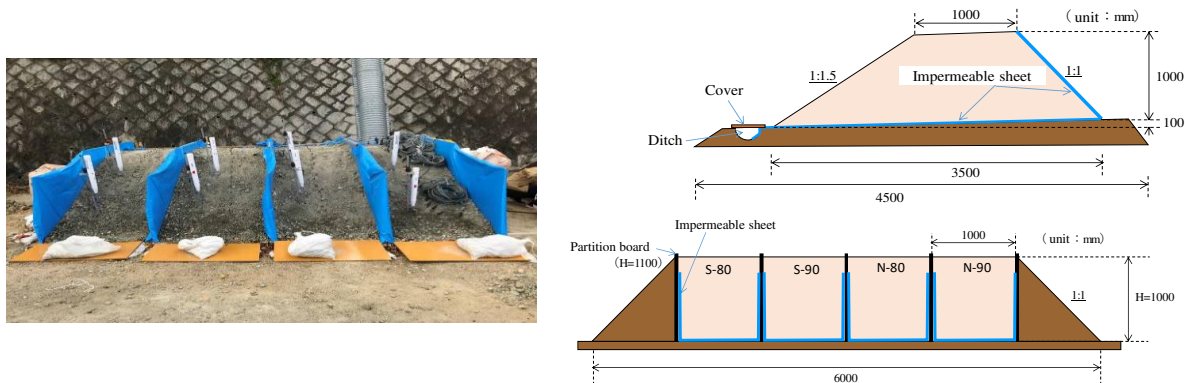 1000
(unit：mm)
1:1.5
1:1
Impermeable sheet
1000
Cover
100
Ditch
3500
4500
Impermeable sheet
Partition board
(H=1100)
1000
(unit：mm)
S-80
S-90
N-80
N-90
1:1
H=1000
6000